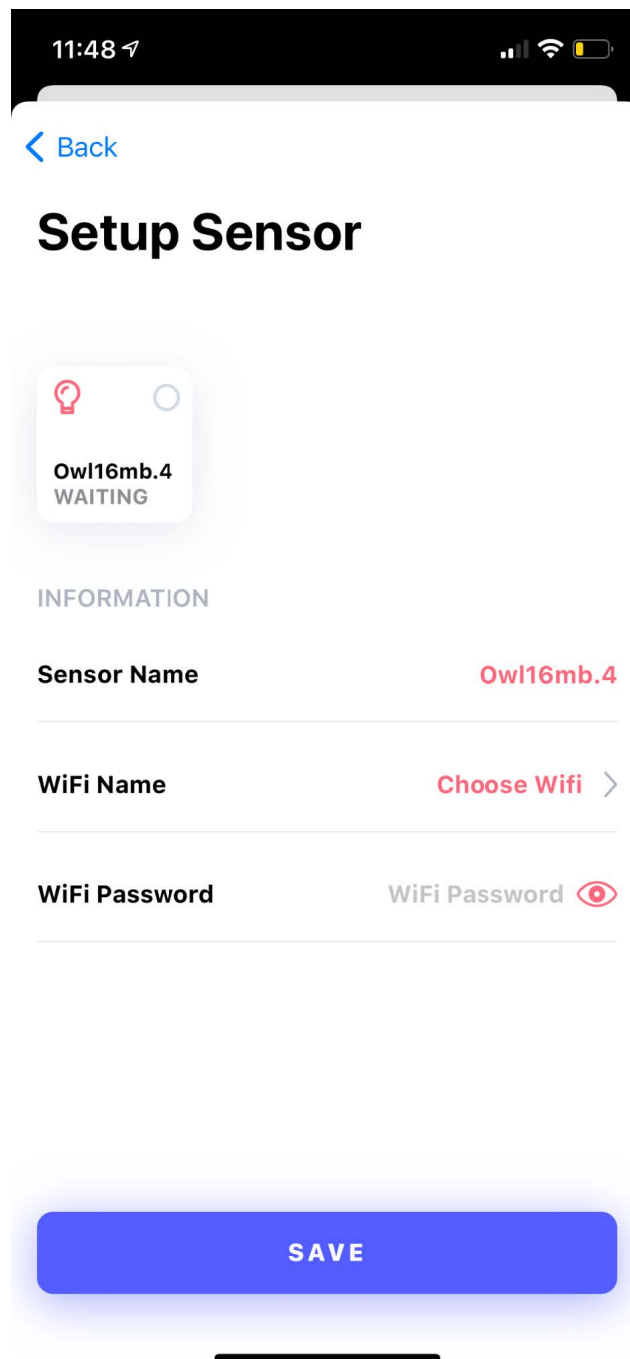 11:48
Back
Setup Sensor
Owl16mb.4
WAITING
INFORMATION
Sensor Name Owl16mb.4
WiFi Name Choose Wifi
WiFi Password WiFi Password
SAVE